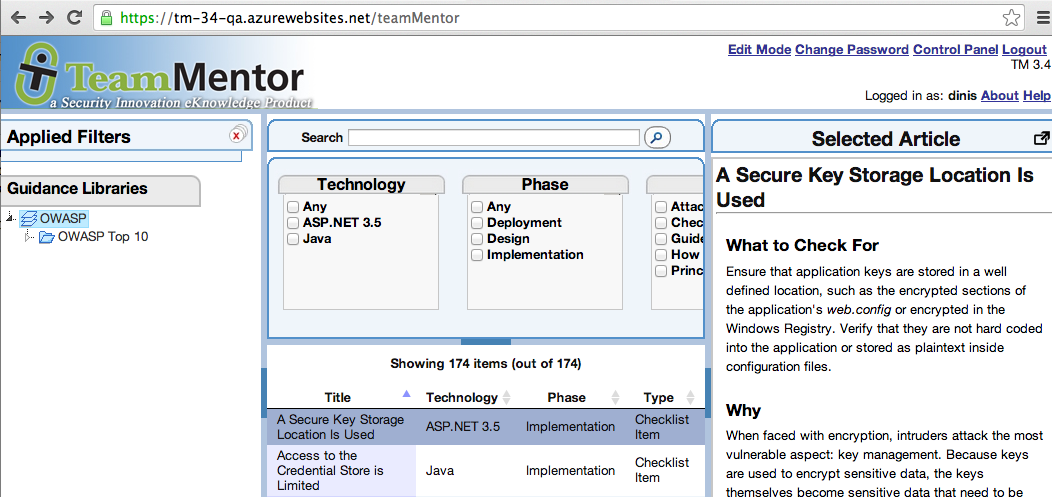 https://tm-34-qa.azurewebsites.net/teamMentor
TeamMentor
a Security Innovation eKnowledge Product
Edit Mode Change Password Control Panel Logout
TM 3.4
Logged in as: dinis About Help
Applied Filters
x
Guidance Libraries
OWASP
OWASP Top 10
Search
Technology
Any
ASP.NET 3.5
Java
Phase
Any
Deployment
Design
Implementation
Attac
Chec
Guide
How
Princ
Showing 174 items (out of 174)
Title Technology Phase Type
A Secure Key Storage
Location Is Used
ASP.NET 3.5
Implementation
Checklist
Item
Access to the
Credential Store is
Limited
Java
Implementation
Checklist
Item
Selected Article
A Secure Key Storage Location Is
Used
What to Check For
Ensure that application keys are stored in a well
defined location, such as the encrypted sections of
the application's web.config or encrypted in the
Windows Registry. Verify that they are not hard coded
into the application or stored as plaintext inside
configuration files.
Why
When faced with encryption, intruders attack the most
vulnerable aspect: key management. Because keys
are used to encrypt sensitive data, the keys
themselves become sensitive data that need to be